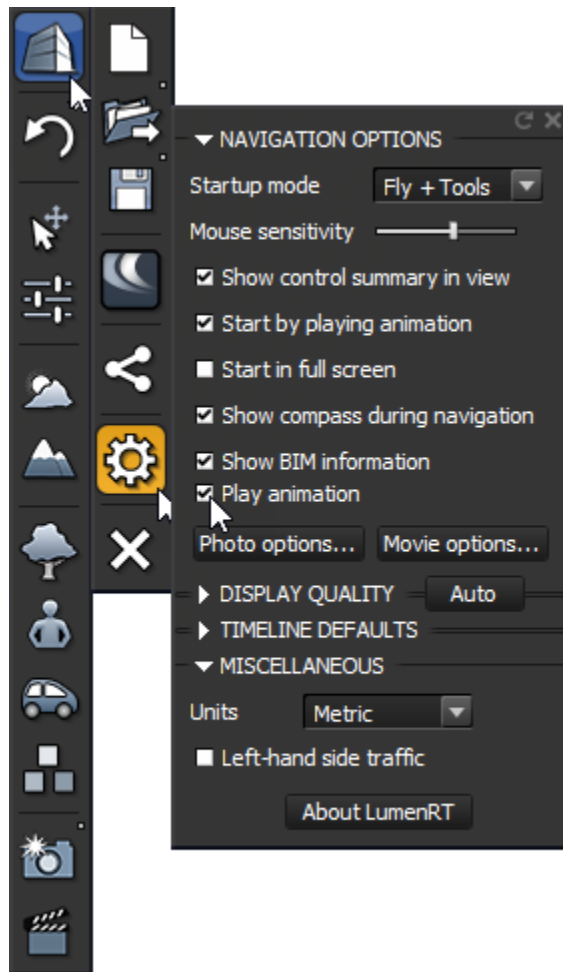 NAVIGATION OPTIONS
Startup mode Fly + Tools
Mouse sensitivity
Show control summary in view
Start by playing animation
Start in full screen
Show compass during navigation
Show BIM information
Play animation
Photo options... Movie options...
DISPLAY QUALITY Auto
TIMELINE DEFAULTS
MISCELLANEOUS
Units Metric
Left-hand side traffic
About LumenRT